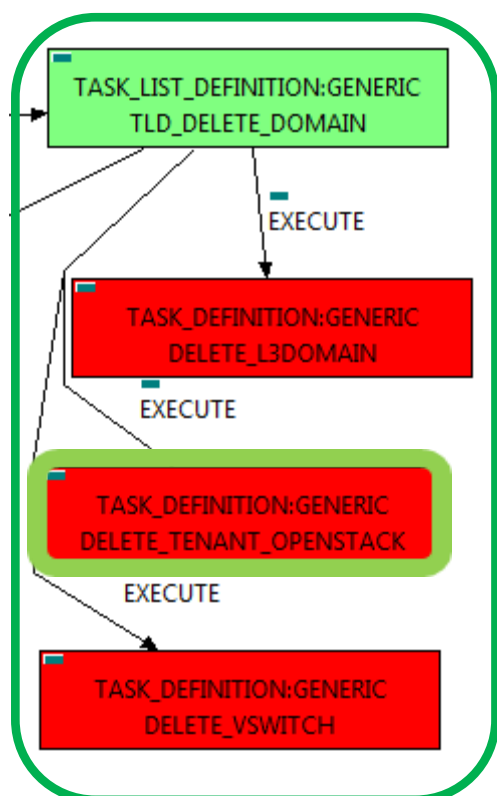 TASK_LIST_DEFINITION:GENERIC
TLD_DELETE_DOMAIN
EXECUTE
TASK_DEFINITION:GENERIC
DELETE_L3DOMAIN
EXECUTE
TASK_DEFINITION:GENERIC
DELETE_TENANT_OPENSTACK
EXECUTE
TASK_DEFINITION:GENERIC
DELETE_VSWITCH